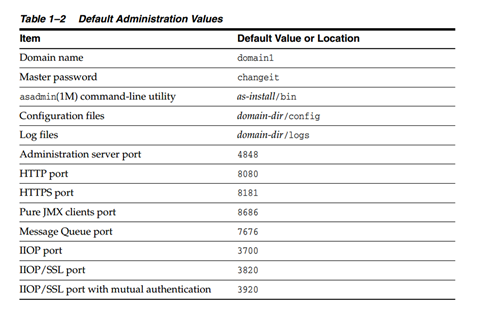 Table 1–2 Default Administration Values
Item Default Value or Location
Domain name domain1
Master password changeit
asadmin(1M) command-line utility as-install/bin
Configuration files domain-dir/config
Log files domain-dir/logs
Administration server port 4848
HTTP port 8080
HTTPS port 8181
Pure JMX clients port 8686
Message Queue port 7676
IIOP port 3700
IIOP/SSL port 3820
IIOP/SSL port with mutual authentication 3920